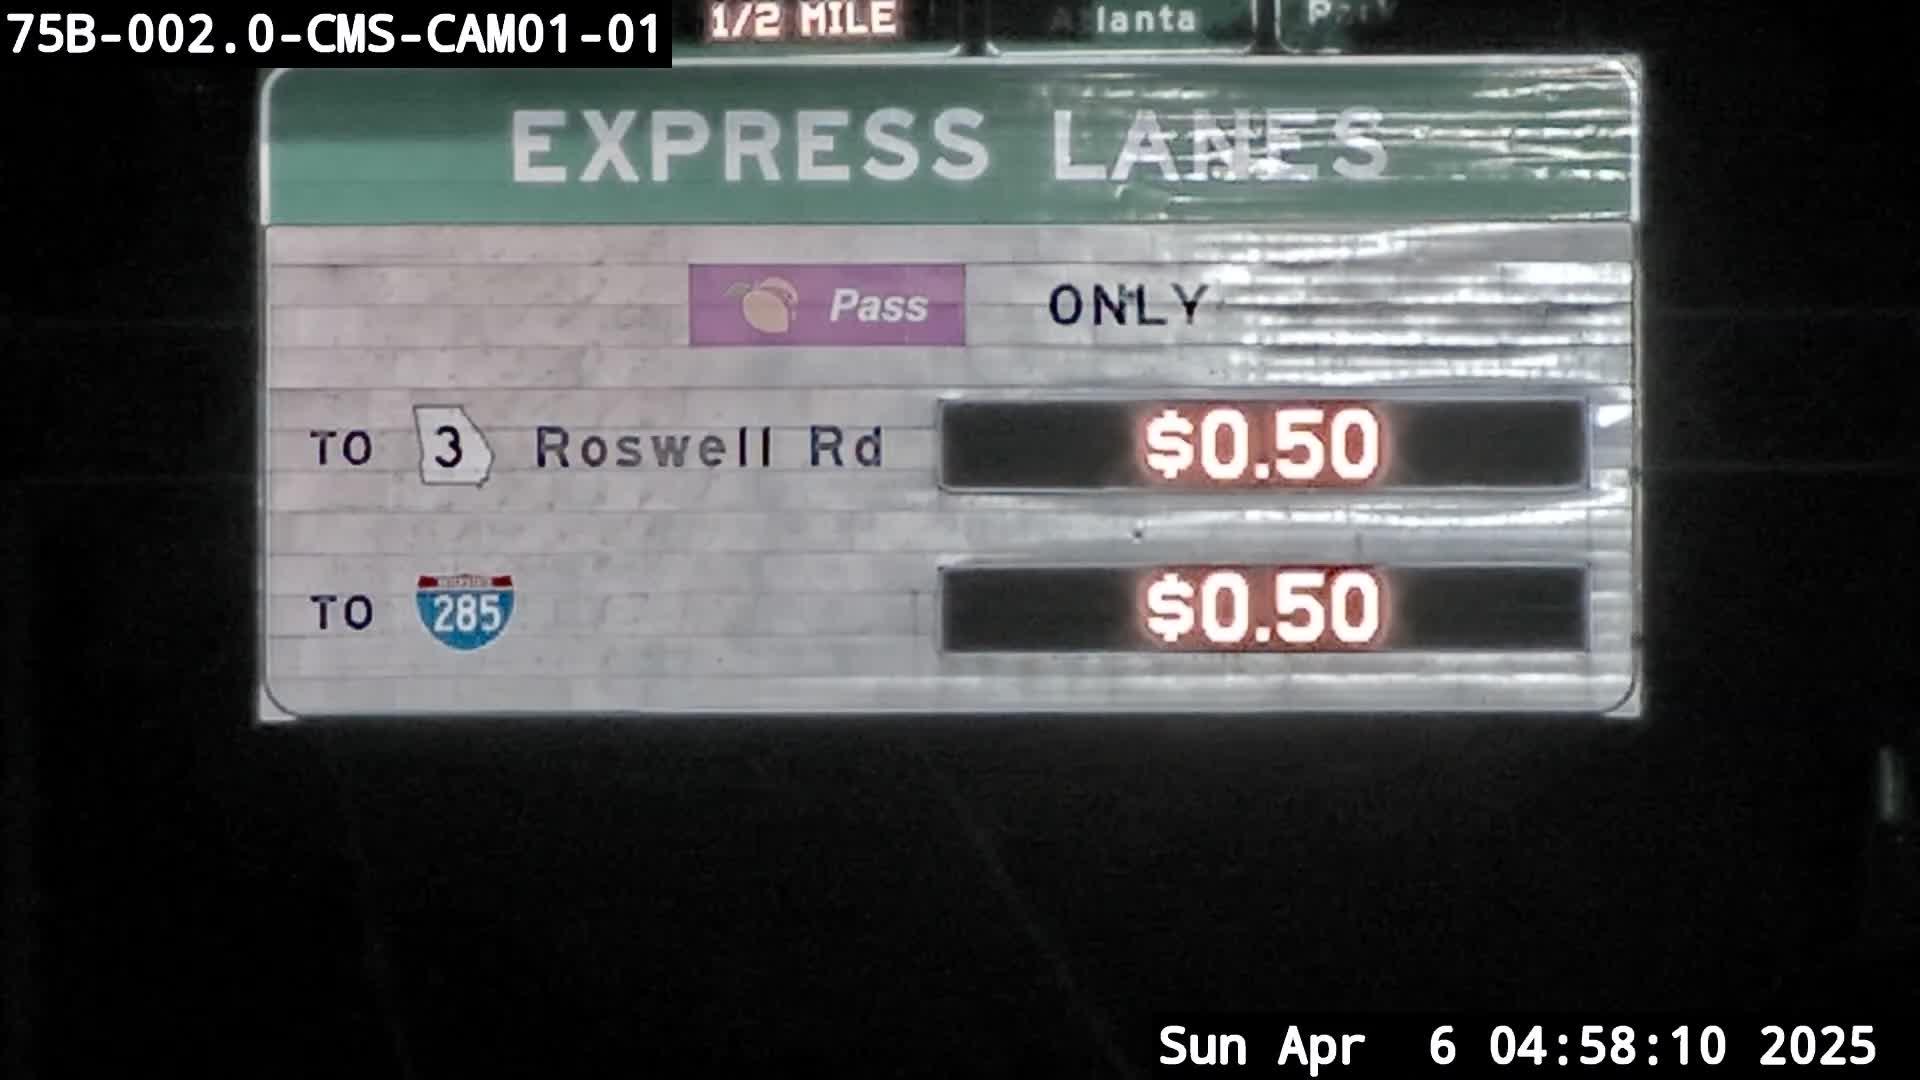 75B-002.0-CMS-CAM01-01
1/2 MILE
EXPRESS LANES
Pass ONLY
TO 3 Roswell Rd $0.50
TO 285 $0.50
Sun Apr 6 04:58:10 2025